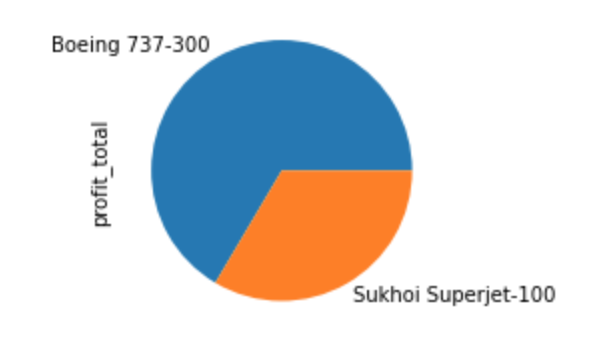 Boeing 737-300
profit_total
Sukhoi Superjet-100